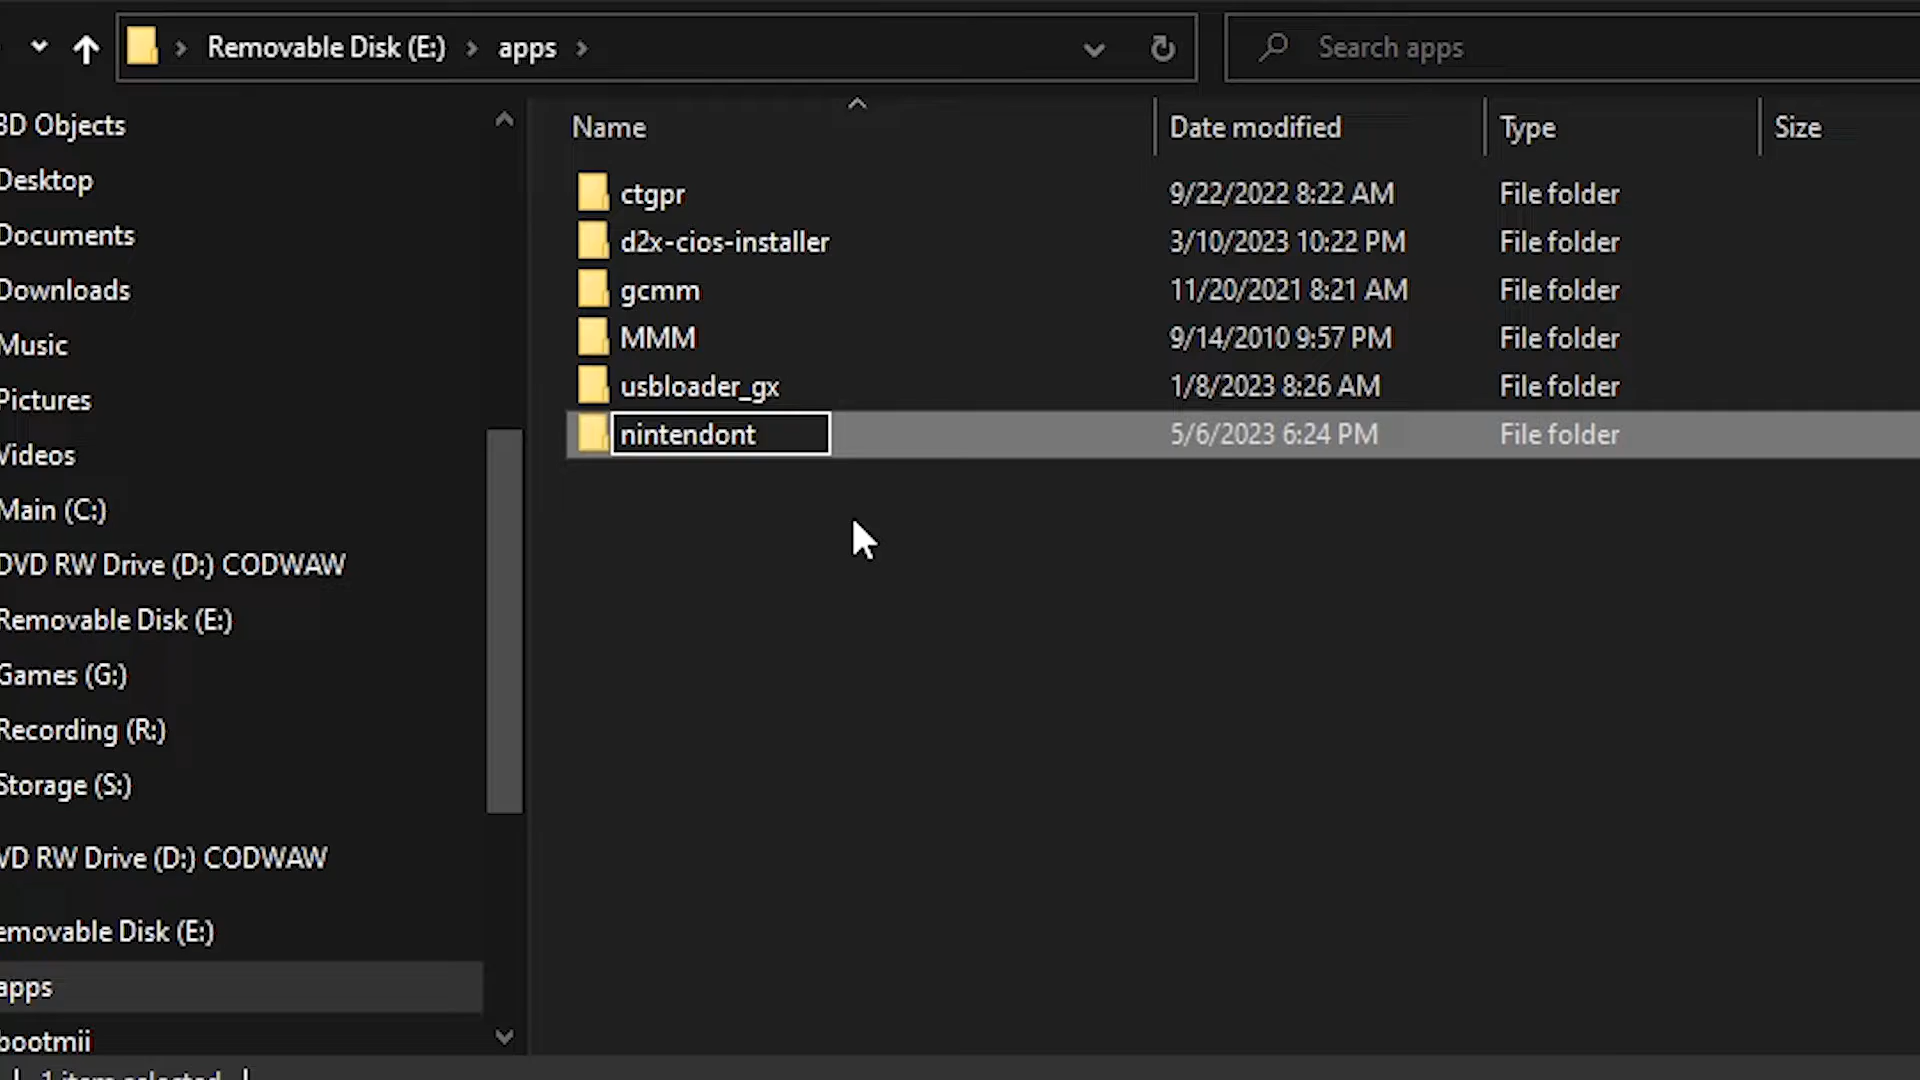 Removable Disk (E:) apps
Search apps
3D Objects
Desktop
Documents
Downloads
Music
Pictures
Videos
Main (C:)
DVD RW Drive (D:) CODWAW
Removable Disk (E:)
Games (G:)
Recording (R:)
Storage (S:)
VD RW Drive (D:) CODWAW
emovable Disk (E:)
apps
bootmii
Name Date modified Type Size
ctgpr 9/22/2022 8:22 AM File folder
d2x-cios-installer 3/10/2023 10:22 PM File folder
gcmm 11/20/2021 8:21 AM File folder
MMM 9/14/2010 9:57 PM File folder
usbloader_gx 1/8/2023 8:26 AM File folder
nintendont 5/6/2023 6:24 PM File folder
1 item selected